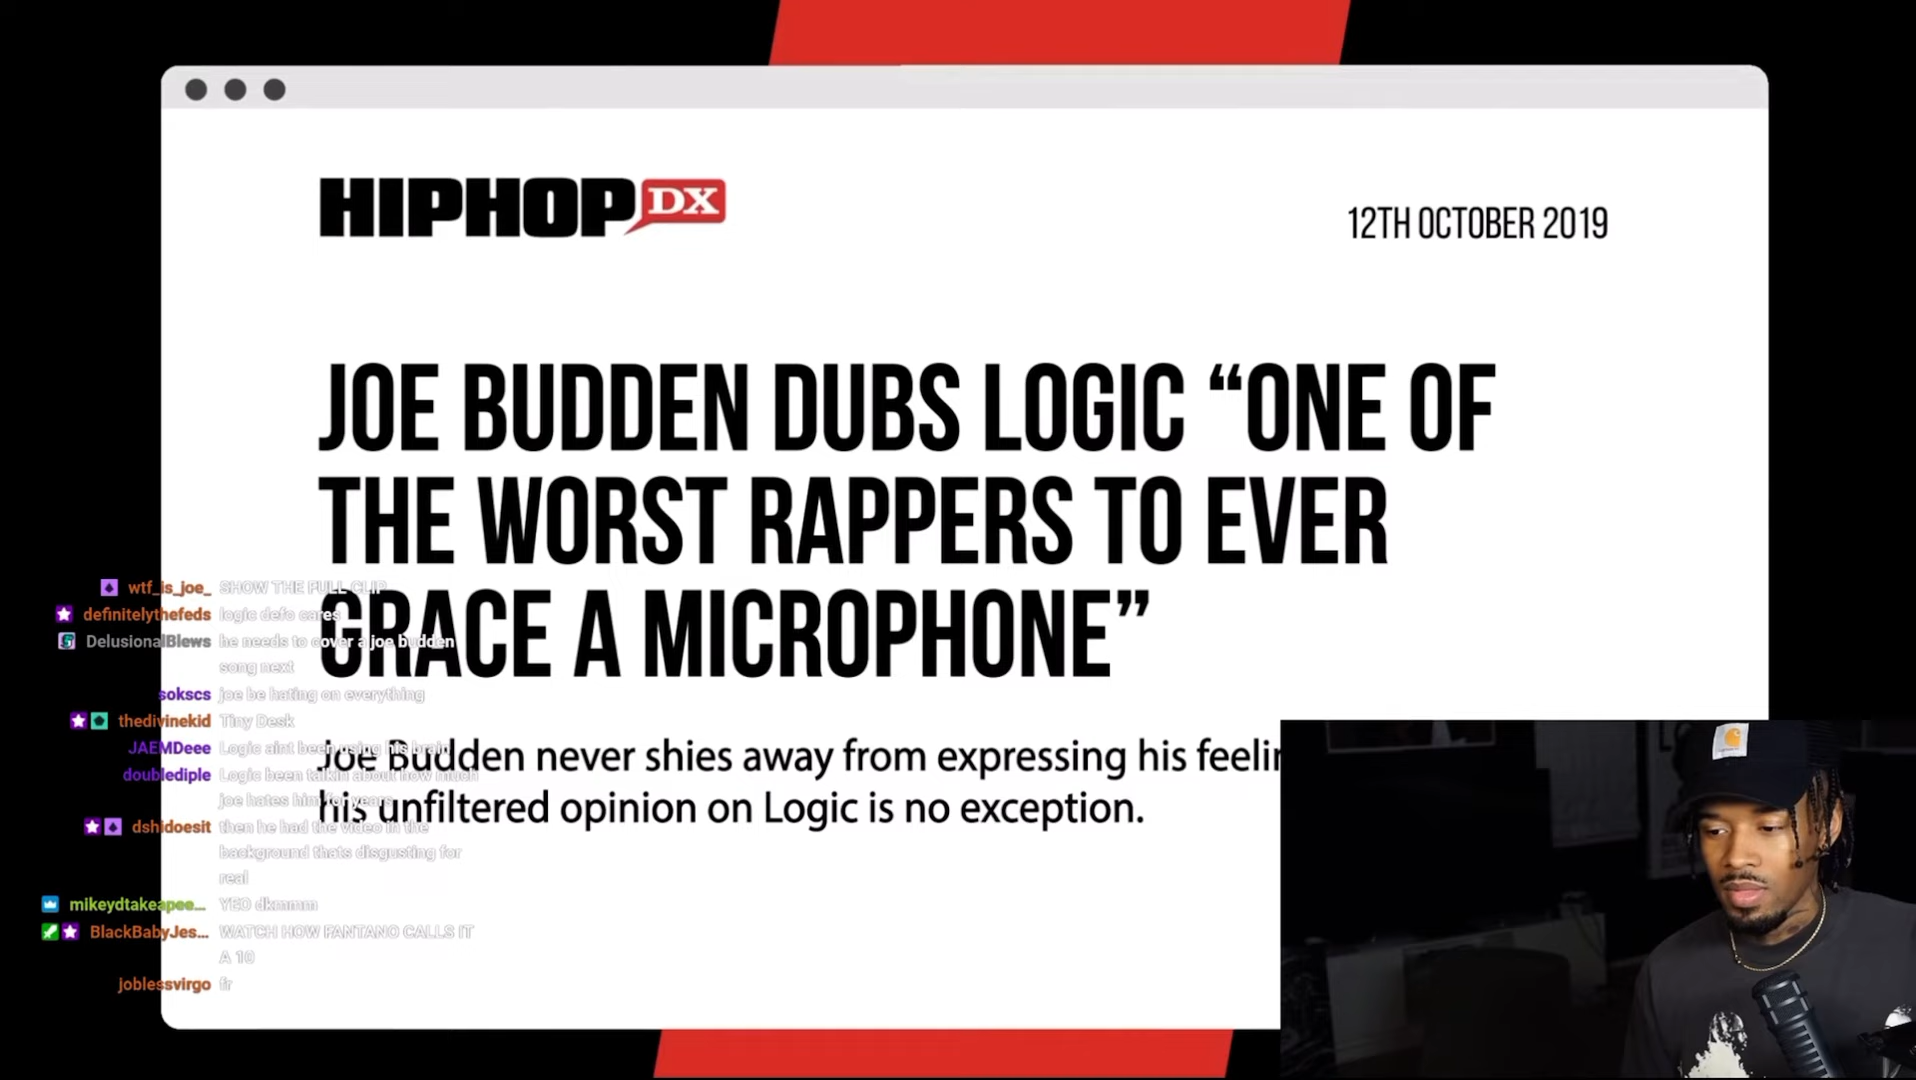 HIPHOP DX
12TH OCTOBER 2019
JOE BUDDEN DUBS LOGIC “ONE OF
THE WORST RAPPERS TO EVER
GRACE A MICROPHONE”
Joe Budden never shies away from expressing his
his unfiltered opinion on Logic is no exception.
wtf_is_joe_ SHOW THE FULL CLIP
definitelythefeds logic defo cares
DelusionalBlews he needs to cover a joe budden
song next
sokscs joe be hating on everything
thedivinekid Tiny Desk
JAEMDeee Logic aint been using his brain
doublediple Logic been talkin about how much
joe hates him for years
dshidoesit then he had the video in the
background thats disgusting for
real
mikeydtakeapee... YEO dkmmm
BlackBabyJes... WATCH HOW FANTANO CALLS IT
A 10
joblessvirgo fr